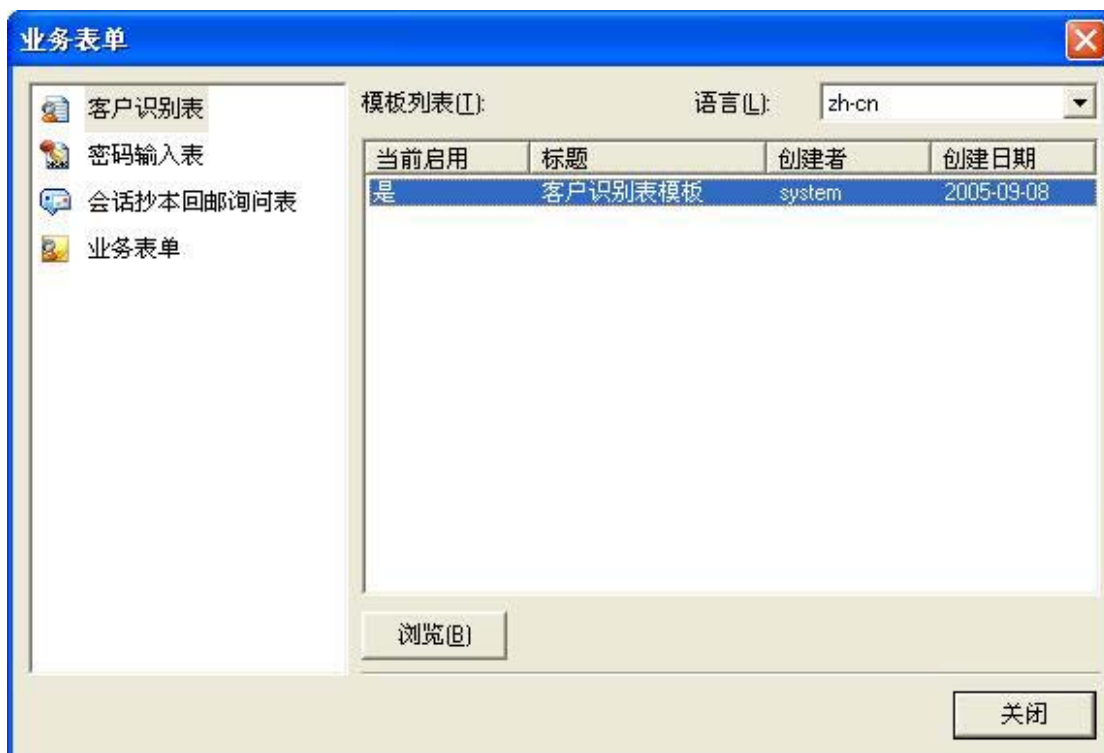 业务表单
客户识别表
密码输入表
会话抄本回邮询问表
业务表单
模板列表(T): 语言(L): zh-cn
当前启用 标题 创建者 创建日期
是 客户识别表模板 system 2005-09-08
浏览(B)
关闭